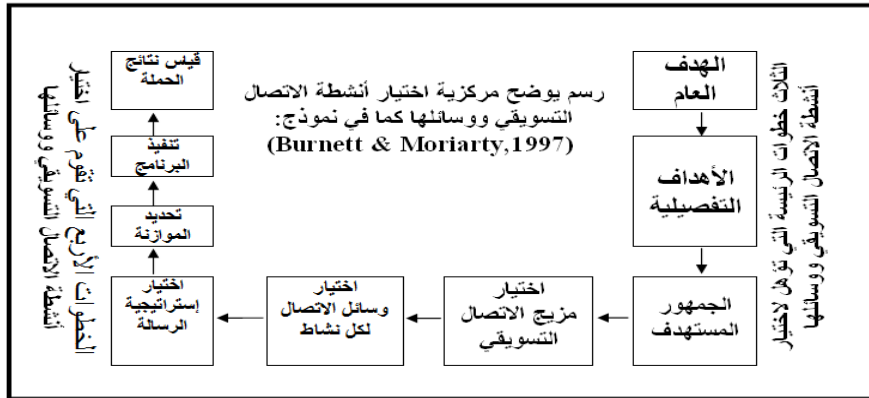 رسم يوضح مركزية اختيار أنشطة الاتصال
التسويقي ووسائلها كما في نموذج:
(Burnett & Moriarty,1997)
الثلاث خطوات الرئيسة التي تؤهل لاختيار
أنشطة الاتصال التسويقي ووسائلها
الهدف
العام
الأهداف
التفصيلية
الجمهور
المستهدف
اختيار
مزيج الاتصال
التسويقي
اختيار
وسائل الاتصال
لكل نشاط
اختيار
إستراتيجية
الرسالة
تحديد
الموازنة
تنفيذ
البرنامج
قياس نتائج
الحملة
الخطوات الأربع التي تقوم على اختيار
أنشطة الاتصال التسويقي ووسائلها